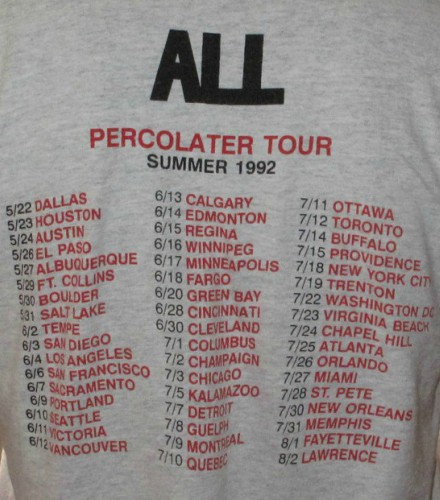 ALL
PERCOLATER TOUR
SUMMER 1992
5/22 DALLAS
5/23 HOUSTON
5/24 AUSTIN
5/26 EL PASO
5/27 ALBUQUERQUE
5/29 FT. COLLINS
5/30 BOULDER
5/31 SALT LAKE
6/2 TEMPE
6/3 SAN DIEGO
6/4 LOS ANGELES
6/6 SAN FRANCISCO
6/7 SACRAMENTO
6/9 PORTLAND
6/10 SEATTLE
6/11 VICTORIA
6/12 VANCOUVER
6/13 CALGARY
6/14 EDMONTON
6/15 REGINA
6/16 WINNIPEG
6/17 MINNEAPOLIS
6/18 FARGO
6/20 GREEN BAY
6/28 CINCINNATI
6/30 CLEVELAND
7/1 COLUMBUS
7/2 CHAMPAIGN
7/3 CHICAGO
7/5 KALAMAZOO
7/7 DETROIT
7/8 GUELPH
7/9 MONTREAL
7/10 QUEBEC
7/11 OTTAWA
7/12 TORONTO
7/14 BUFFALO
7/15 PROVIDENCE
7/18 NEW YORK CITY
7/19 TRENTON
7/22 WASHINGTON DC
7/23 VIRGINIA BEACH
7/24 CHAPEL HILL
7/25 ATLANTA
7/26 ORLANDO
7/27 MIAMI
7/28 ST. PETE
7/30 NEW ORLEANS
7/31 MEMPHIS
8/1 FAYETTEVILLE
8/2 LAWRENCE